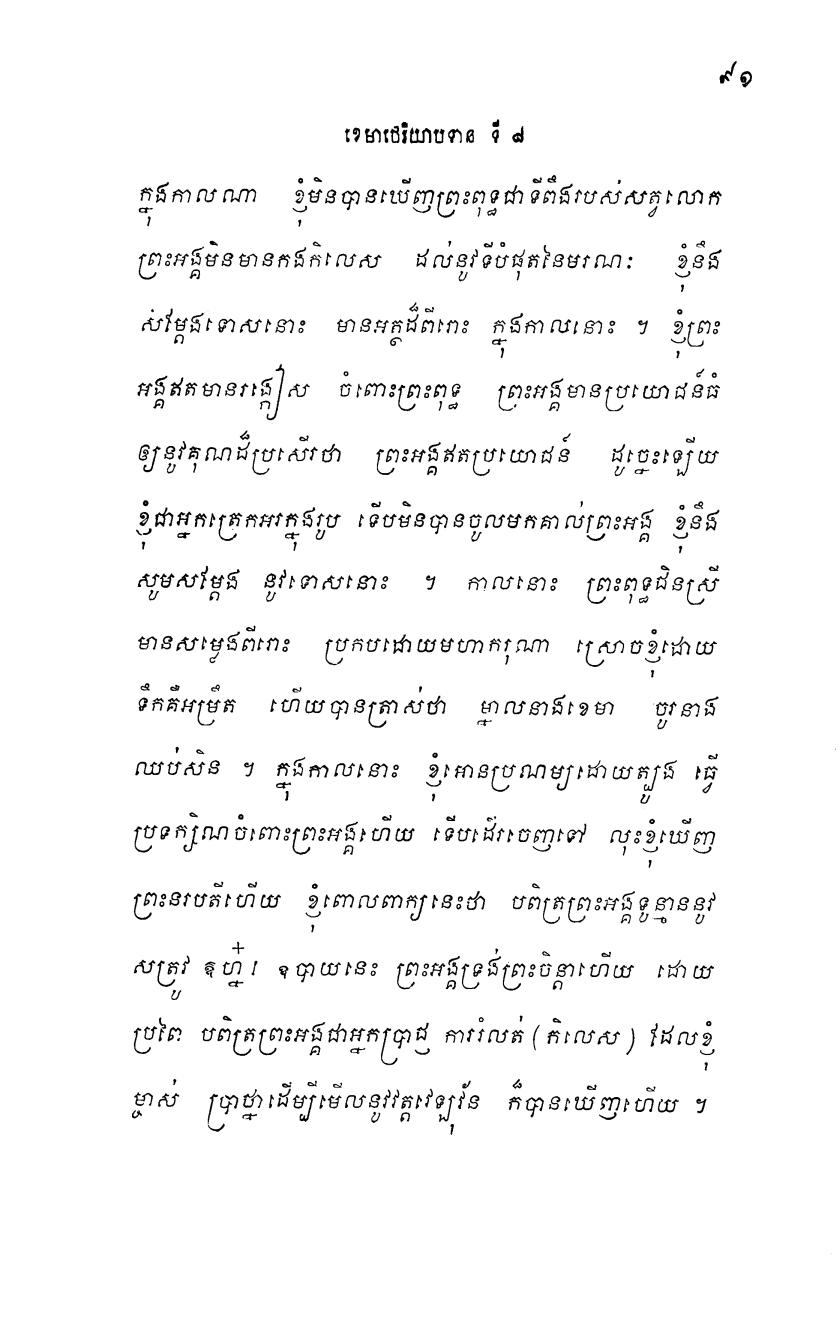 ៩១
ខេមាថេរិយាបទាន ទី ៨
ក្នុងកាលណា ខ្ញុំមិនបានឃើញព្រះពុទ្ធជាទីពឹងរបស់សត្វលោក
ព្រះអង្គមិនមានកងកិលេស ដល់នូវទីបំផុតនៃមរណៈ ខ្ញុំនឹង
សំម្តែងទោសនោះ មានអត្ថដ៏ពីរោះ ក្នុងកាលនោះ ។ ខ្ញុំព្រះ
អង្គឥតមានរង្កៀស ចំពោះព្រះពុទ្ធ ព្រះអង្គមានប្រយោជន៍ធំ
ឲ្យនូវគុណដ៏ប្រសើរថា ព្រះអង្គឥតប្រយោជន៍ ដូច្នេះឡើយ
ខ្ញុំជាអ្នកត្រេកអរក្នុងរូប ទើបមិនបានចូលមកគាល់ព្រះអង្គ ខ្ញុំនឹង
សូមសម្តែង នូវទោសនោះ ។ កាលនោះ ព្រះពុទ្ធជិនស្រី
មានសម្លេងពីរោះ ប្រកបដោយមហាករុណា ស្រោចខ្ញុំដោយ
ទឹកគឺអម្រឹត ហើយបានត្រាស់ថា ម្នាលនាងខេមា ចូរនាង
ឈប់សិន ។ ក្នុងកាលនោះ ខ្ញុំអោនប្រណម្យដោយត្បូង ធ្វើ
ប្រទក្សិណចំពោះព្រះអង្គហើយ ទើបដើរចេញទៅ លុះខ្ញុំឃើញ
ព្រះនរបតីហើយ ខ្ញុំពោលពាក្យនេះថា បពិត្រព្រះអង្គទូន្មាននូវ
សត្រូវ ឱហ្ន៎! ឧបាយនេះ ព្រះអង្គទ្រង់ព្រះចិន្តាហើយ ដោយ
ប្រពៃ បពិត្រព្រះអង្គជាអ្នកប្រាជ្ញ ការរំលត់ (កិលេស) ដែលខ្ញុំ
ម្ចាស់ ប្រាថ្នាដើម្បីមើលនូវវត្តវេឡុវ័ន ក៏បានឃើញហើយ ។